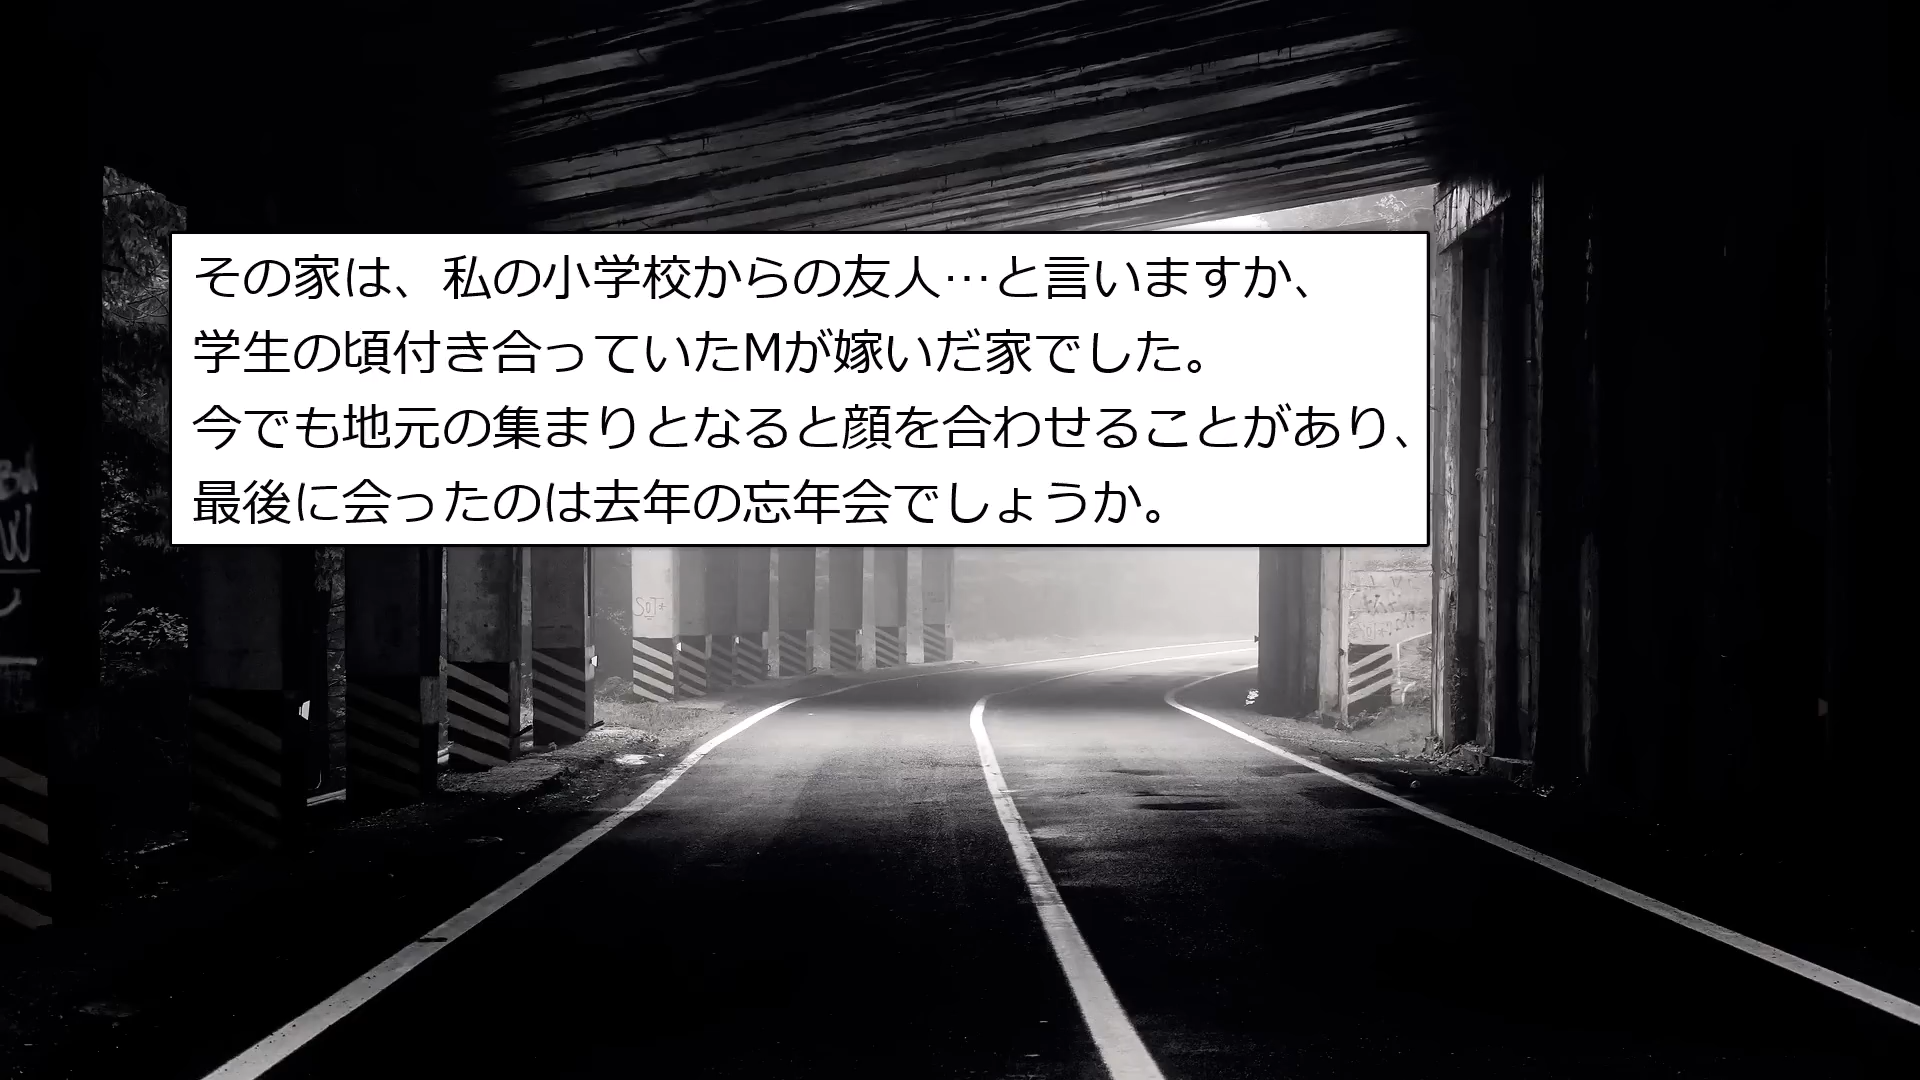 その家は、私の小学校からの友人…と言いますか、
学生の頃付き合っていたMが嫁いだ家でした。
今でも地元の集まりとなると顔を合わせることがあり、
最後に会ったのは去年の忘年会でしょうか。
SOT*